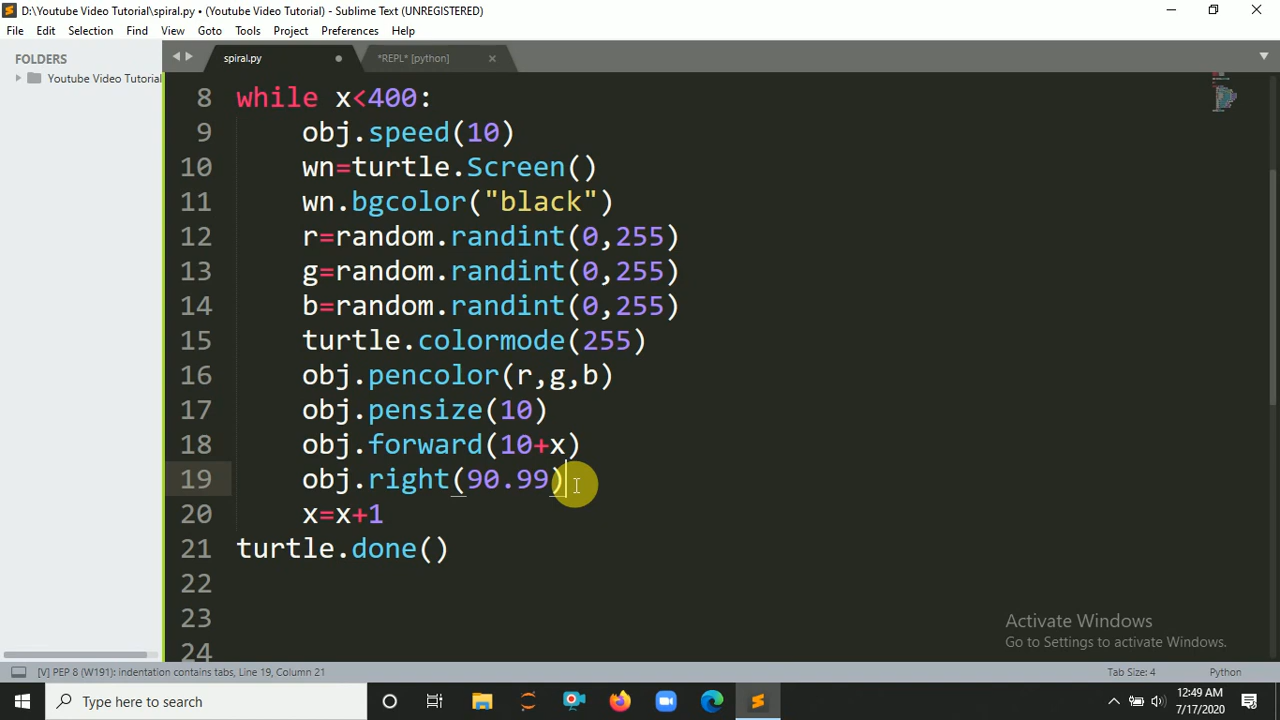 D:\Youtube Video Tutorial\spiral.py • (Youtube Video Tutorial) - Sublime Text (UNREGISTERED)
File Edit Selection Find View Goto Tools Project Preferences Help
FOLDERS
Youtube Video Tutorial
spiral.py
*REPL* [python]
8 while x<400:
9 obj.speed(10)
10 wn=turtle.Screen()
11 wn.bgcolor("black")
12 r=random.randint(0,255)
13 g=random.randint(0,255)
14 b=random.randint(0,255)
15 turtle.colormode(255)
16 obj.pencolor(r,g,b)
17 obj.pensize(10)
18 obj.forward(10+x)
19 obj.right(90.99)
20 x=x+1
21 turtle.done()
22
23
24
Activate Windows
Go to Settings to activate Windows.
[V] PEP 8 (W191): indentation contains tabs, Line 19, Column 21
Tab Size: 4
Python
Type here to search
12:49 AM
7/17/2020